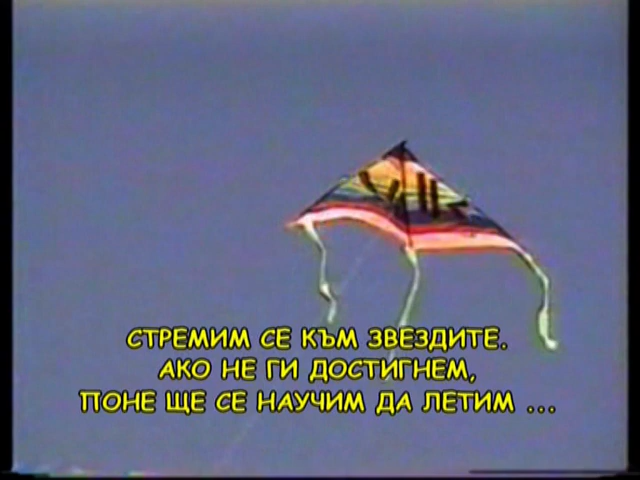 СТРЕМИМ СЕ КЪМ ЗВЕЗДИТЕ.
АКО НЕ ГИ ДОСТИГНЕМ,
ПОНЕ ЩЕ СЕ НАУЧИМ ДА ЛЕТИМ ...